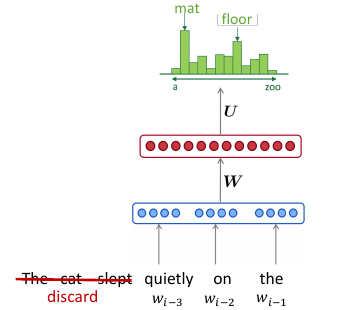 mat
floor
a zoo
U
W
The cat slept quietly on the
discard w_{i-3} w_{i-2} w_{i-1}